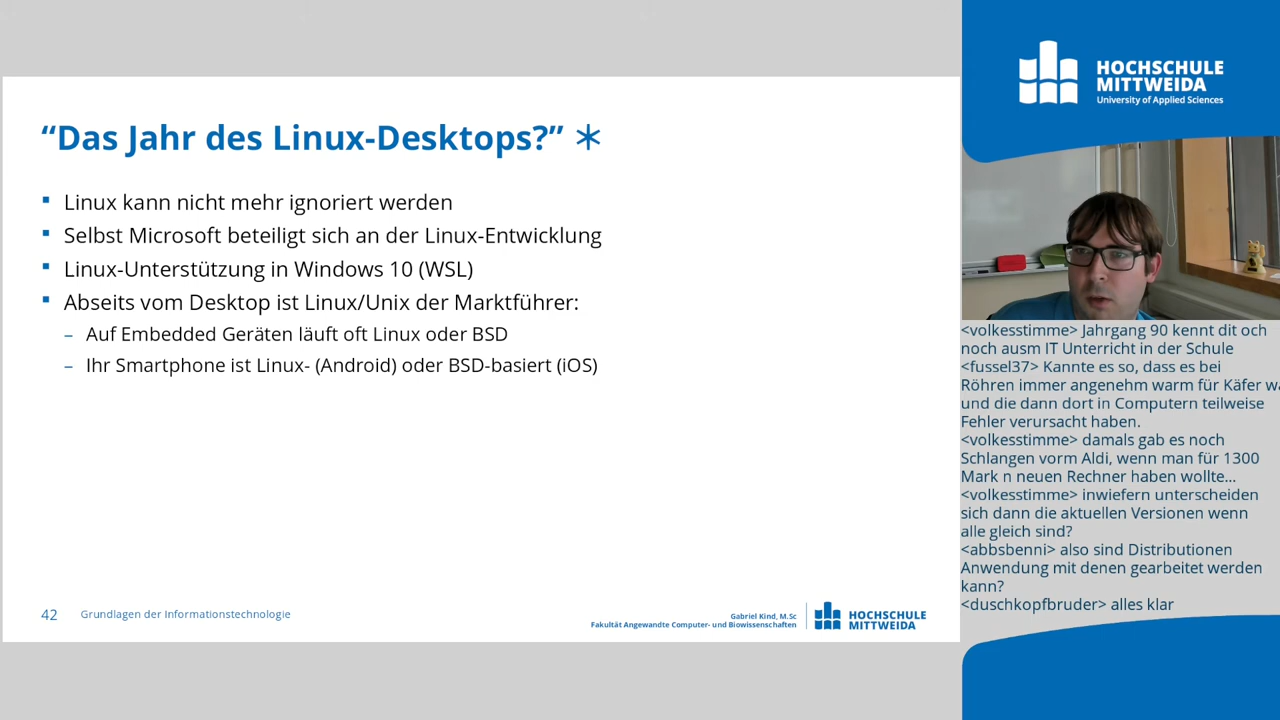 “Das Jahr des Linux-Desktops?” ∗
▪ Linux kann nicht mehr ignoriert werden
▪ Selbst Microsoft beteiligt sich an der Linux-Entwicklung
▪ Linux-Unterstützung in Windows 10 (WSL)
▪ Abseits vom Desktop ist Linux/Unix der Marktführer:
– Auf Embedded Geräten läuft oft Linux oder BSD
– Ihr Smartphone ist Linux- (Android) oder BSD-basiert (iOS)
42 Grundlagen der Informationstechnologie
Gabriel Kind, M.Sc
Fakultät Angewandte Computer- und Biowissenschaften
HOCHSCHULE
MITTWEIDA
HOCHSCHULE
MITTWEIDA
University of Applied Sciences
<volkesstimme> Jahrgang 90 kennt dit och
noch ausm IT Unterricht in der Schule
<fussel37> Kannte es so, dass es bei
Röhren immer angenehm warm für Käfer wa
und die dann dort in Computern teilweise
Fehler verursacht haben.
<volkesstimme> damals gab es noch
Schlangen vorm Aldi, wenn man für 1300
Mark n neuen Rechner haben wollte...
<volkesstimme> inwiefern unterscheiden
sich dann die aktuellen Versionen wenn
alle gleich sind?
<abbsbenni> also sind Distributionen
Anwendung mit denen gearbeitet werden
kann?
<duschkopfbruder> alles klar